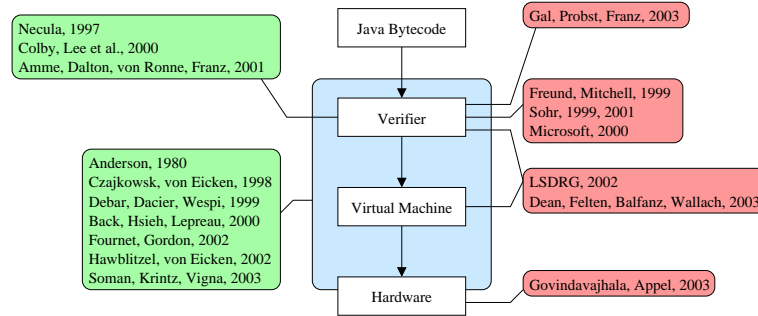 Necula, 1997
Colby, Lee et al., 2000
Amme, Dalton, von Ronne, Franz, 2001
Java Bytecode
Gal, Probst, Franz, 2003
Verifier
Freund, Mitchell, 1999
Sohr, 1999, 2001
Microsoft, 2000
Anderson, 1980
Czajkowsk, von Eicken, 1998
Debar, Dacier, Wespi, 1999
Back, Hsieh, Lepreau, 2000
Fournet, Gordon, 2002
Hawblitzel, von Eicken, 2002
Soman, Krintz, Vigna, 2003
Virtual Machine
LSDRG, 2002
Dean, Felten, Balfanz, Wallach, 2003
Hardware
Govindavajhala, Appel, 2003